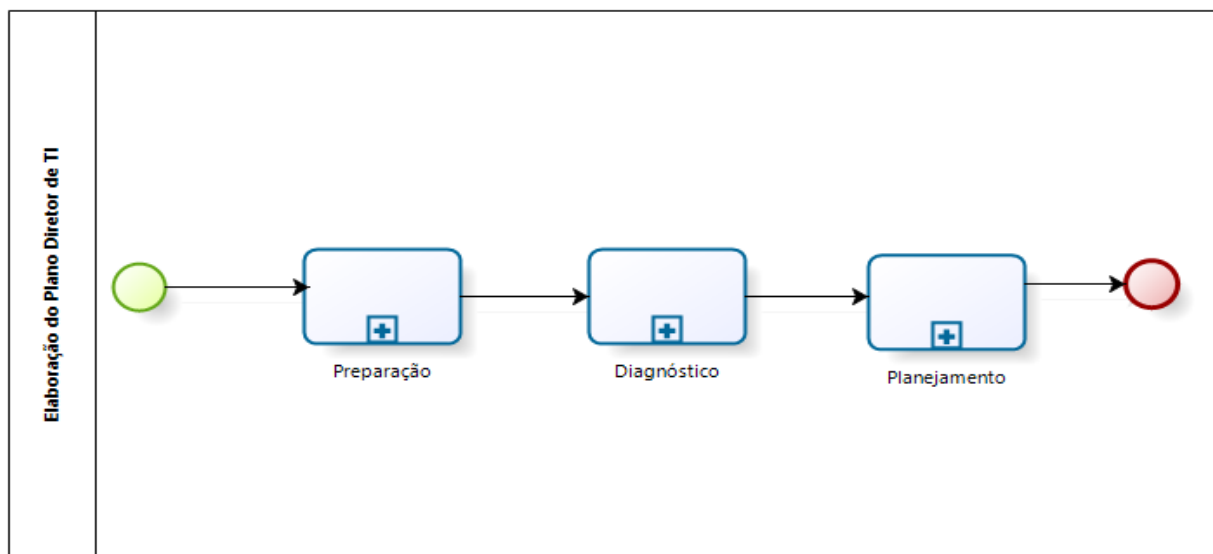 Elaboração do Plano Diretor de TI
Preparação
Diagnóstico
Planejamento